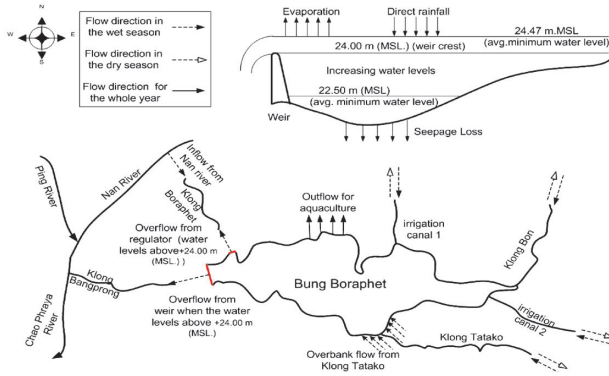 N
W
E
S
Flow direction in
the wet season
Flow direction in
the dry season
Flow direction for
the whole year
Evaporation
Direct rainfall
24.47 m.MSL
(avg.minimum water level)
24.00 m (MSL.) (weir crest)
Increasing water levels
22.50 m (MSL)
(avg. minimum water level)
Weir
Seepage Loss
Ping River
Nan River
Inflow from
Nan river
Klong
Boraphet
Overflow from
regulator (water
levels above+24.00 m
(MSL.) )
Outflow for
aquaculture
irrigation
canal 1
Klong Bon
Klong
Bangprong
Bung Boraphet
Chao Phraya
River
Overflow from
weir when the water
levels above +24.00 m
(MSL.)
irrigation
canal 2
Klong Tatako
Overbank flow from
Klong Tatako